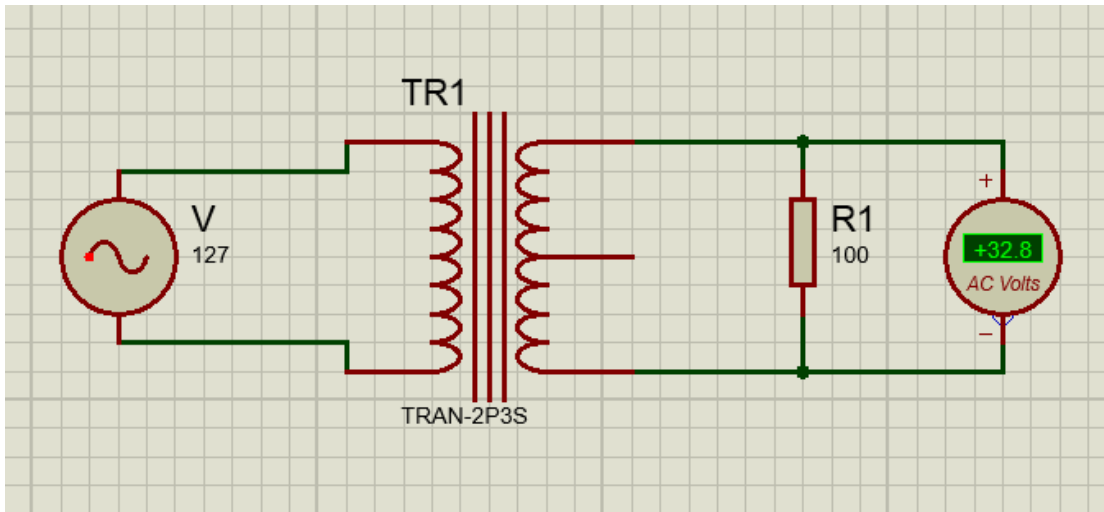 TR1
V
127
R1
100
+
+32.8
AC Volts
−
TRAN-2P3S